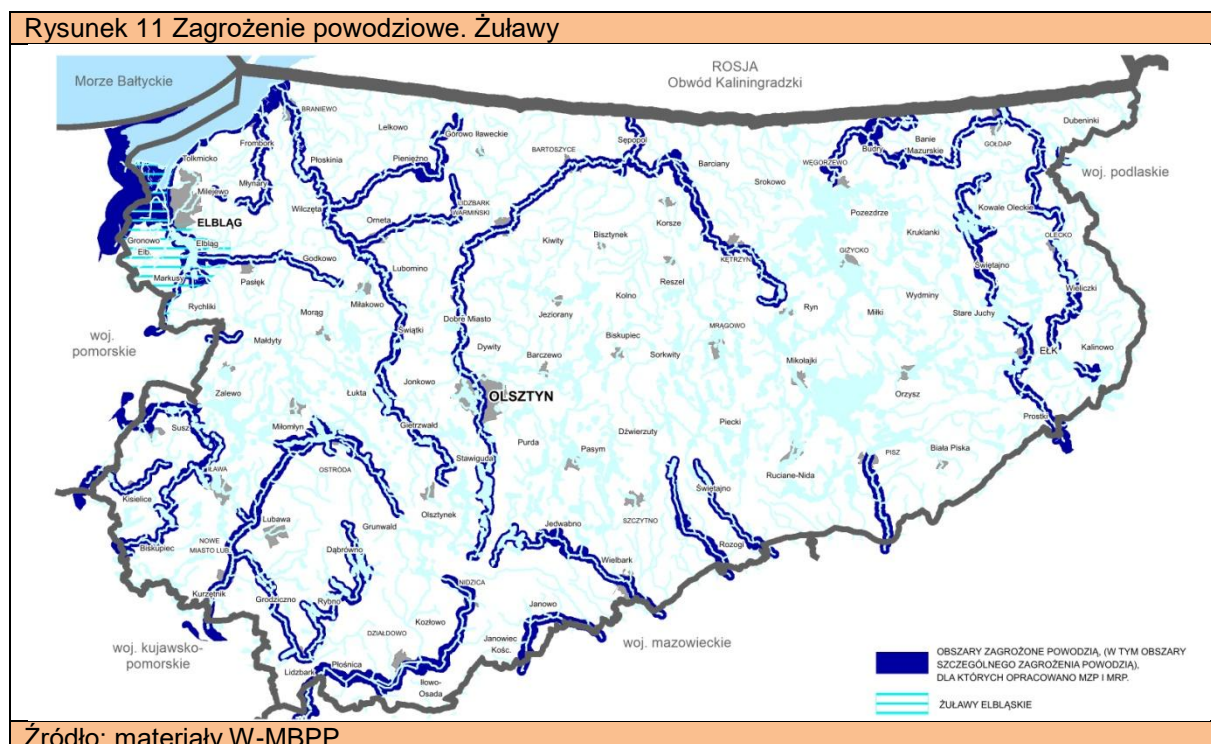 Rysunek 11 Zagrożenie powodziowe. Żuławy
Morze Bałtyckie
ROSJA
Obwód Kaliningradzki
BRANIEWO
Lelkowo
Górowo Iławeckie
Dubeninki
Frombork
Tolkmicko
Płoskinia
Pieniężno
BARTOSZYCE
Sępopol
Barciany
WĘGORZEWO
Budry
Banie
Mazurskie
GOŁDAP
woj. podlaskie
Milejewo
Młynary
Wilczęta
Orneta
LIDZBARK
WARMIŃSKI
Srokowo
Korsze
Pozezdrze
Kowale Oleckie
ELBLĄG
Gronowo
Elb.
Elbląg
Godkowo
Lubomino
Kiwity
Bisztynek
KĘTRZYN
Kruklanki
GIŻYCKO
OLECKO
Świętajno
Markusy
Pasłęk
Reszel
Wieliczki
Rychliki
Miłakowo
Morąg
Kolno
Ryn
Miłki
Wydminy
Stare Juchy
woj.
pomorskie
Małdyty
Świątki
Dobre Miasto
Jeziorany
Dywity
Barczewo
Biskupiec
Sorkwity
MRĄGOWO
Mikołajki
EŁK
Kalinowo
Zalewo
Łukta
Jonkowo
OLSZTYN
Orzysz
Susz
Miłomłyn
Gietrzwałd
Dźwierzuty
Piecki
Prostki
Purda
Pasym
Stawiguda
IŁAWA
OSTRÓDA
Ruciane-Nida
PISZ
Biała Piska
Kisielice
Świętajno
Olsztynek
SZCZYTNO
Lubawa
Grunwald
Jedwabno
NOWE
MIASTO LUB.
Biskupiec
Dąbrówno
Rozogi
Wielbark
Kurzętnik
Grodziczno
Rybno
NIDZICA
Janowo
woj. kujawsko-
pomorskie
DZIAŁDOWO
Kozłowo
Janowiec
Kośc.
woj. mazowieckie
Lidzbark
Płośnica
Iłowo-
Osada
OBSZARY ZAGROŻONE POWODZIĄ, (W TYM OBSZARY
SZCZEGÓLNEGO ZAGROŻENIA POWODZIĄ),
DLA KTÓRYCH OPRACOWANO MZP I MRP.
ŻUŁAWY ELBLĄSKIE
Źródło: materiały W-MBPP